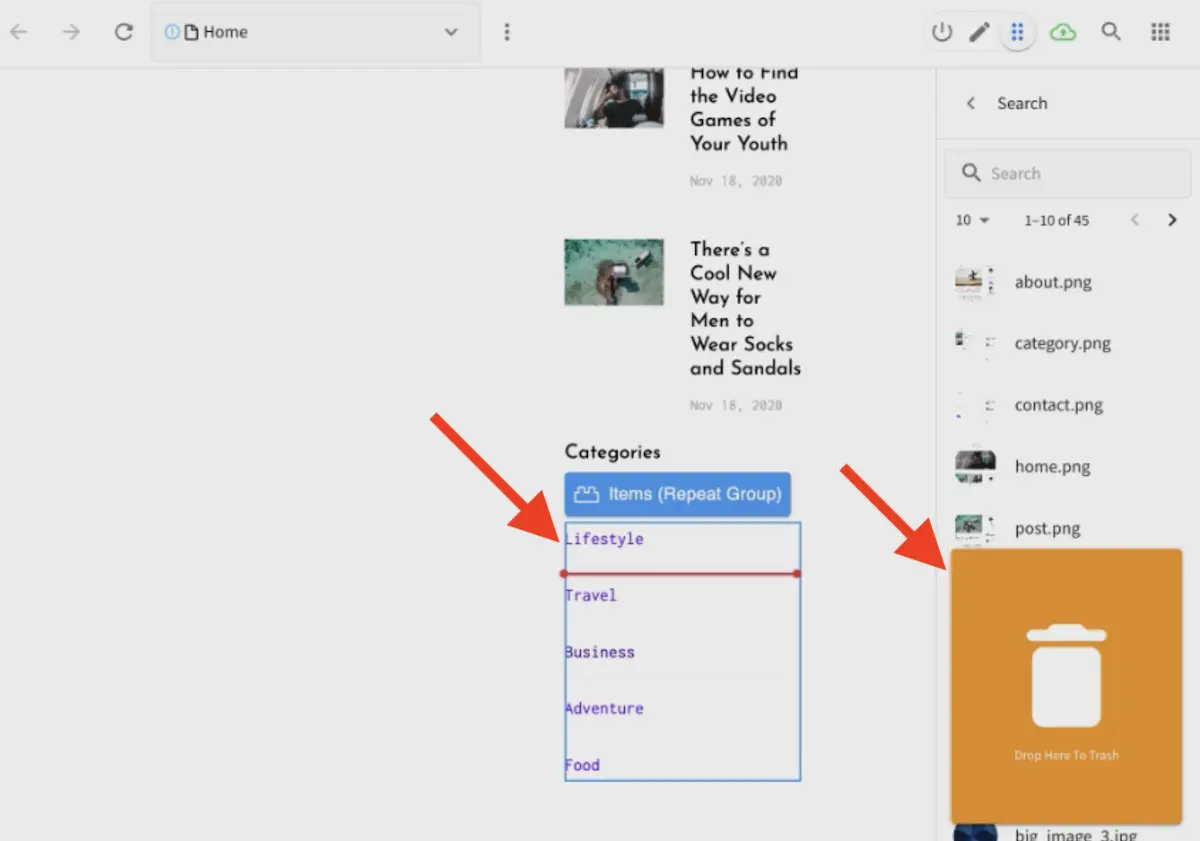 Home
How to Find
the Video
Games of
Your Youth
Nov 18, 2020
There's a
Cool New
Way for
Men to
Wear Socks
and Sandals
Nov 18, 2020
Categories
Items (Repeat Group)
Lifestyle
Travel
Business
Adventure
Food
Search
Search
10 1–10 of 45
about.png
category.png
contact.png
home.png
post.png
Drop Here To Trash
big_image_3.jpg